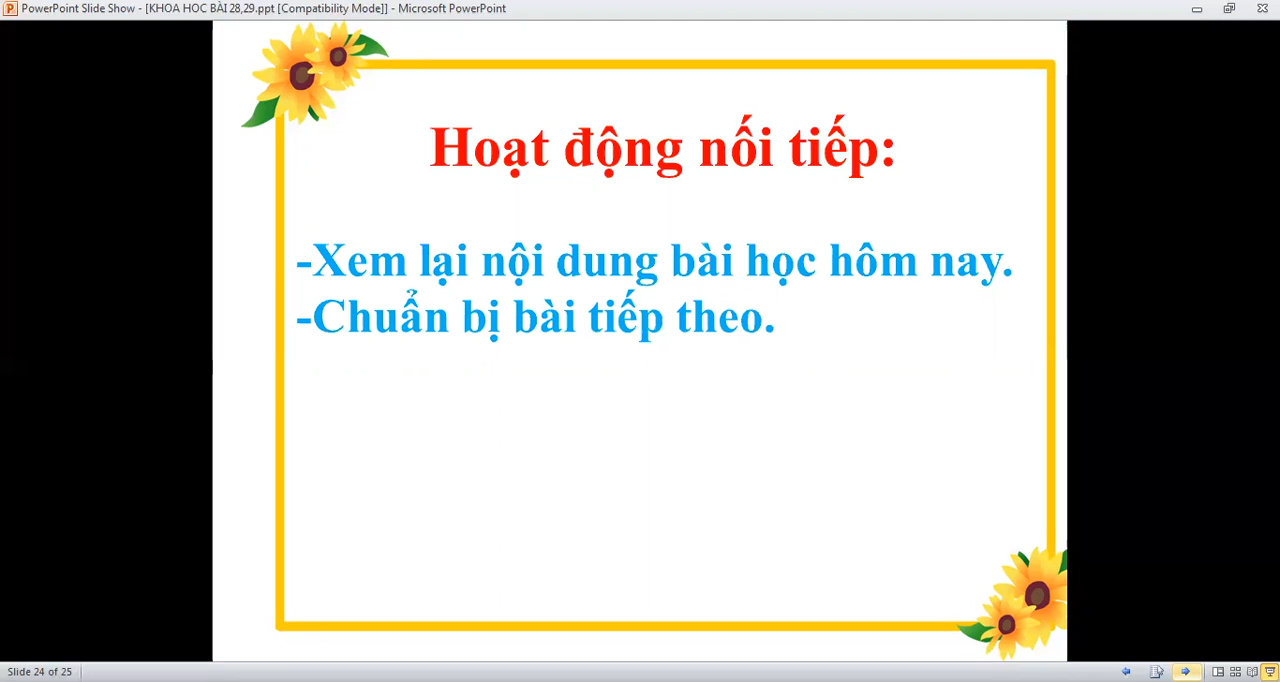 PowerPoint Slide Show - [KHOA HOC BÀI 28,29.ppt [Compatibility Mode]] - Microsoft PowerPoint
Hoạt động nối tiếp:
-Xem lại nội dung bài học hôm nay.
-Chuẩn bị bài tiếp theo.
Slide 24 of 25